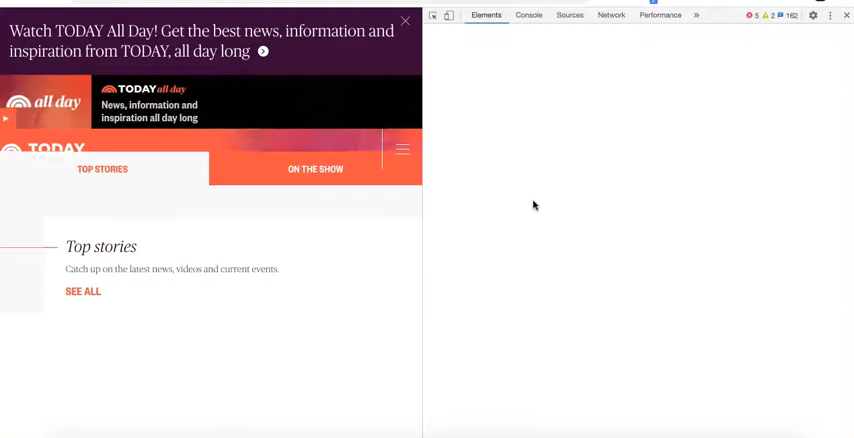 Watch TODAY All Day! Get the best news, information and
inspiration from TODAY, all day long
all day
TODAY all day
News, information and
inspiration all day long
TODAY
TOP STORIES
ON THE SHOW
Top stories
Catch up on the latest news, videos and current events.
SEE ALL
Elements Console Sources Network Performance » 5 2 162